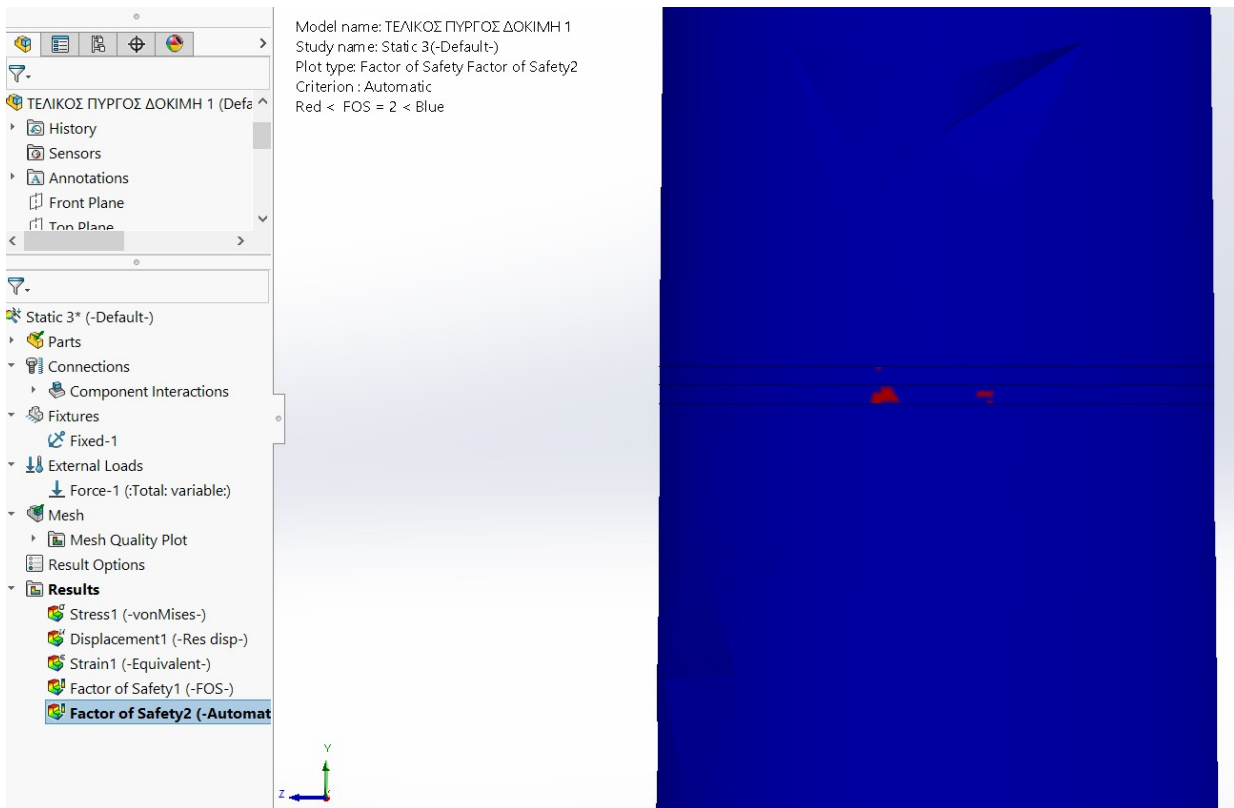 Model name: ΤΕΛΙΚΟΣ ΠΥΡΓΟΣ ΔΟΚΙΜΗ 1
Study name: Static 3(-Default-)
Plot type: Factor of Safety Factor of Safety2
Criterion : Automatic
Red < FOS = 2 < Blue
ΤΕΛΙΚΟΣ ΠΥΡΓΟΣ ΔΟΚΙΜΗ 1 (Defa
History
Sensors
Annotations
Front Plane
Top Plane
Static 3* (-Default-)
Parts
Connections
Component Interactions
Fixtures
Fixed-1
External Loads
Force-1 (:Total: variable:)
Mesh
Mesh Quality Plot
Result Options
Results
Stress1 (-vonMises-)
Displacement1 (-Res disp-)
Strain1 (-Equivalent-)
Factor of Safety1 (-FOS-)
Factor of Safety2 (-Automat
Y
Z